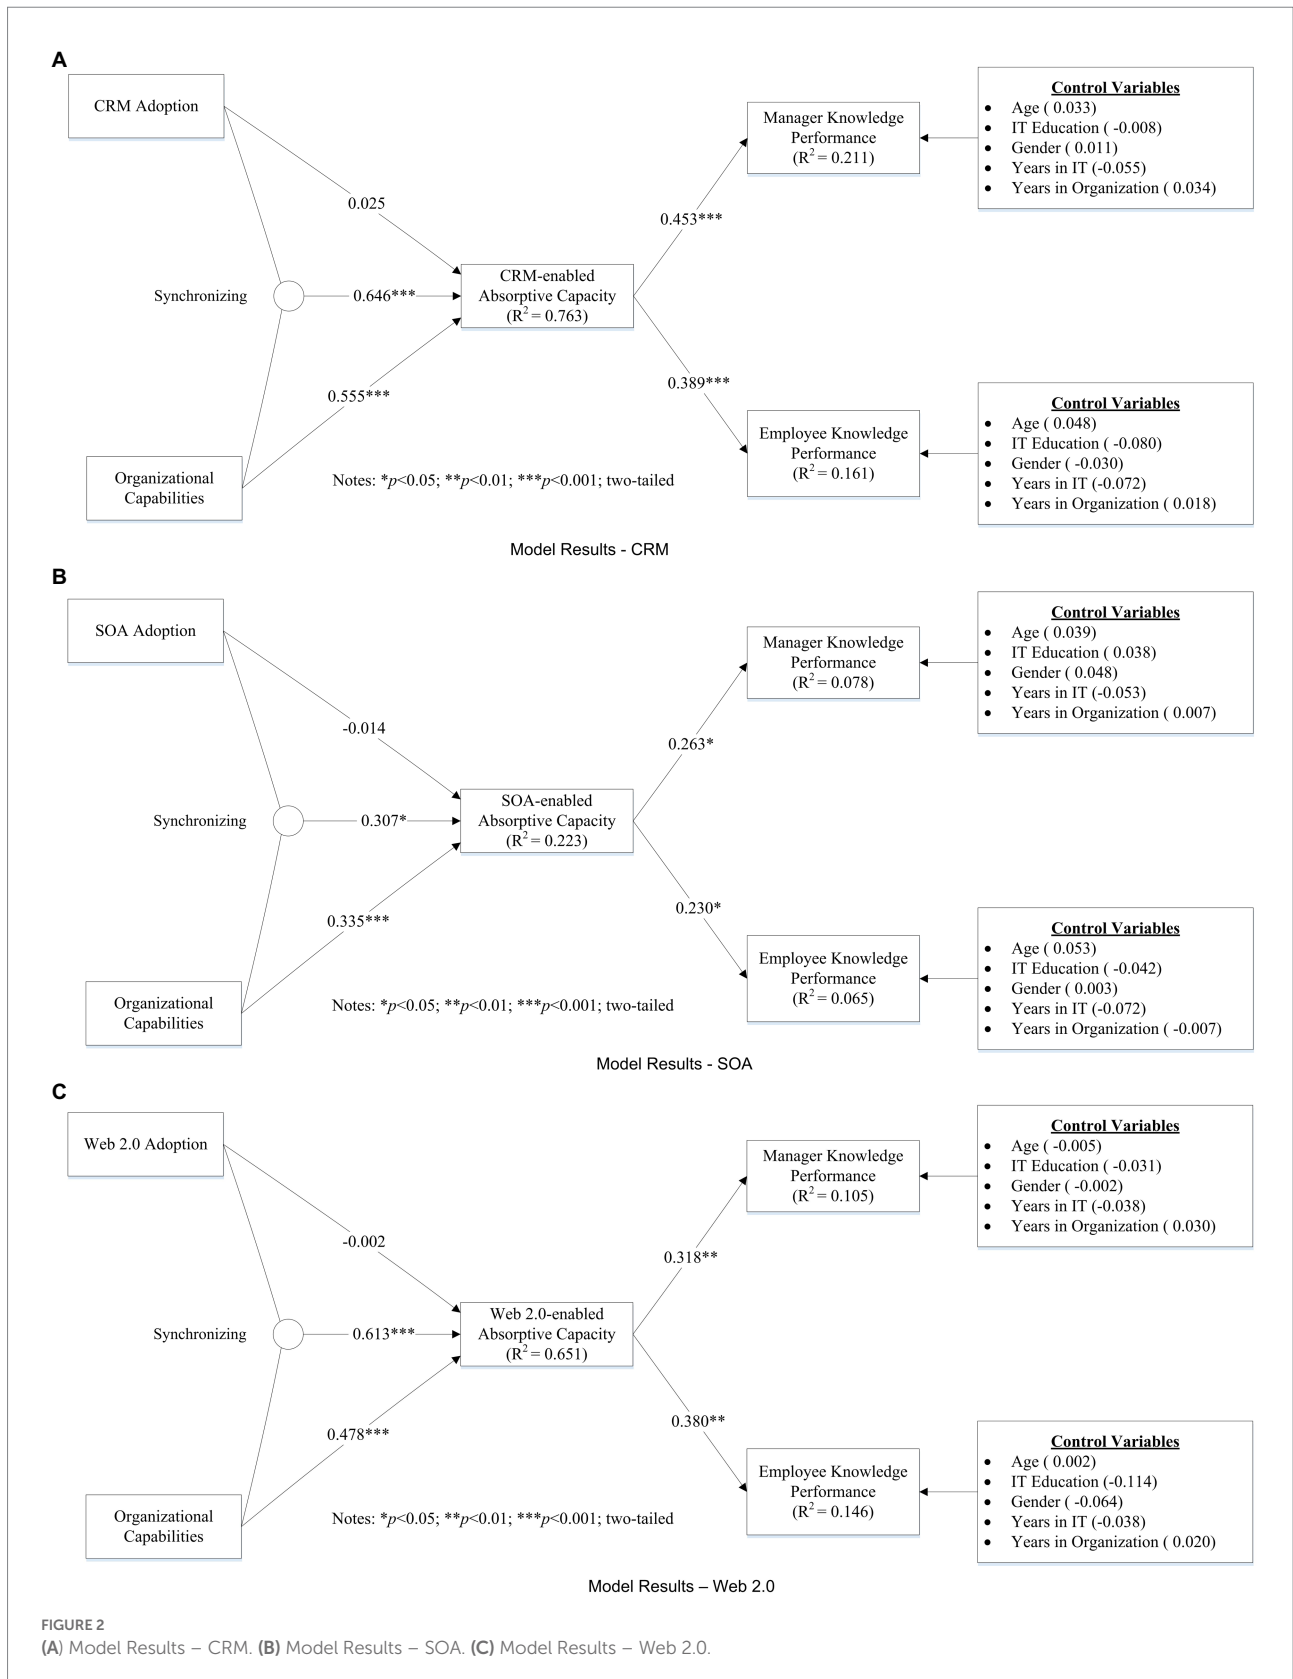 A
CRM Adoption
0.025
Synchronizing
0.646***
0.555***
Organizational
Capabilities
CRM-enabled
Absorptive Capacity
(R² = 0.763)
0.453***
0.389***
Manager Knowledge
Performance
(R² = 0.211)
Employee Knowledge
Performance
(R² = 0.161)
Control Variables
• Age ( 0.033)
• IT Education ( -0.008)
• Gender ( 0.011)
• Years in IT (-0.055)
• Years in Organization ( 0.034)
Control Variables
• Age ( 0.048)
• IT Education ( -0.080)
• Gender ( -0.030)
• Years in IT (-0.072)
• Years in Organization ( 0.018)
Notes: *p<0.05; **p<0.01; ***p<0.001; two-tailed
Model Results - CRM
B
SOA Adoption
-0.014
Synchronizing
0.307*
0.335***
Organizational
Capabilities
SOA-enabled
Absorptive Capacity
(R² = 0.223)
0.263*
0.230*
Manager Knowledge
Performance
(R² = 0.078)
Employee Knowledge
Performance
(R² = 0.065)
Control Variables
• Age ( 0.039)
• IT Education ( 0.038)
• Gender ( 0.048)
• Years in IT (-0.053)
• Years in Organization ( 0.007)
Control Variables
• Age ( 0.053)
• IT Education ( -0.042)
• Gender ( 0.003)
• Years in IT (-0.072)
• Years in Organization ( -0.007)
Notes: *p<0.05; **p<0.01; ***p<0.001; two-tailed
Model Results - SOA
C
Web 2.0 Adoption
-0.002
Synchronizing
0.613***
0.478***
Organizational
Capabilities
Web 2.0-enabled
Absorptive Capacity
(R² = 0.651)
0.318**
0.380**
Manager Knowledge
Performance
(R² = 0.105)
Employee Knowledge
Performance
(R² = 0.146)
Control Variables
• Age ( -0.005)
• IT Education ( -0.031)
• Gender ( -0.002)
• Years in IT (-0.038)
• Years in Organization ( 0.030)
Control Variables
• Age ( 0.002)
• IT Education (-0.114)
• Gender ( -0.064)
• Years in IT (-0.038)
• Years in Organization ( 0.020)
Notes: *p<0.05; **p<0.01; ***p<0.001; two-tailed
Model Results – Web 2.0
FIGURE 2
(A) Model Results – CRM. (B) Model Results – SOA. (C) Model Results – Web 2.0.